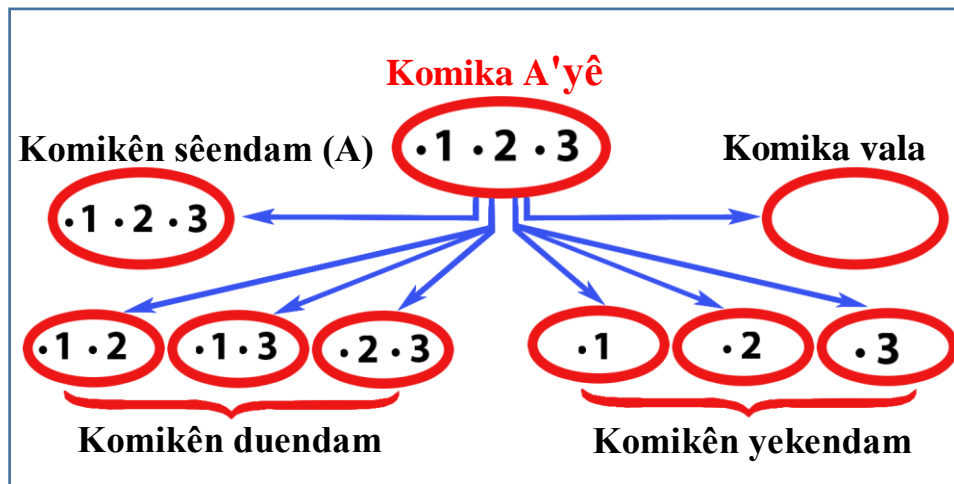 Komika A'yê
·1 ·2 ·3
Komikên sêendam (A)
Komika vala
·1 ·2 ·3
·1 ·2
·1 ·3
·2 ·3
·1
·2
·3
Komikên duendam
Komikên yekendam